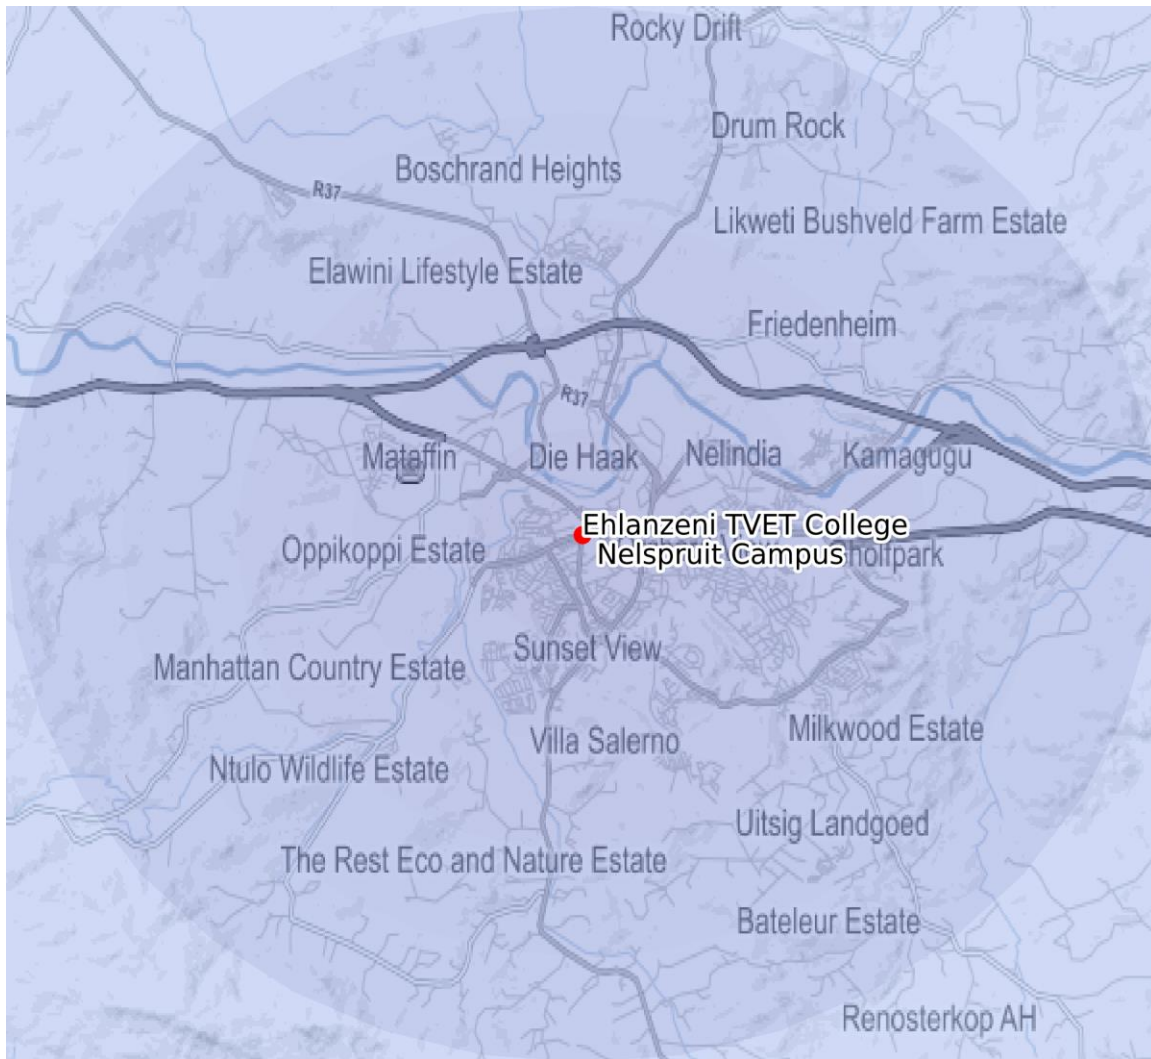 Rocky Drift
Drum Rock
Boschrand Heights
R37
Likweti Bushveld Farm Estate
Elawini Lifestyle Estate
Friedenheim
R37
Mataffin
Die Haak
Nelindia
Kamagugu
Ehlanzeni TVET College
Nelspruit Campus
Oppikoppi Estate
Sunset View
Manhattan Country Estate
Milkwood Estate
Villa Salerno
Ntulo Wildlife Estate
Uitsig Landgoed
The Rest Eco and Nature Estate
Bateleur Estate
Renosterkop AH